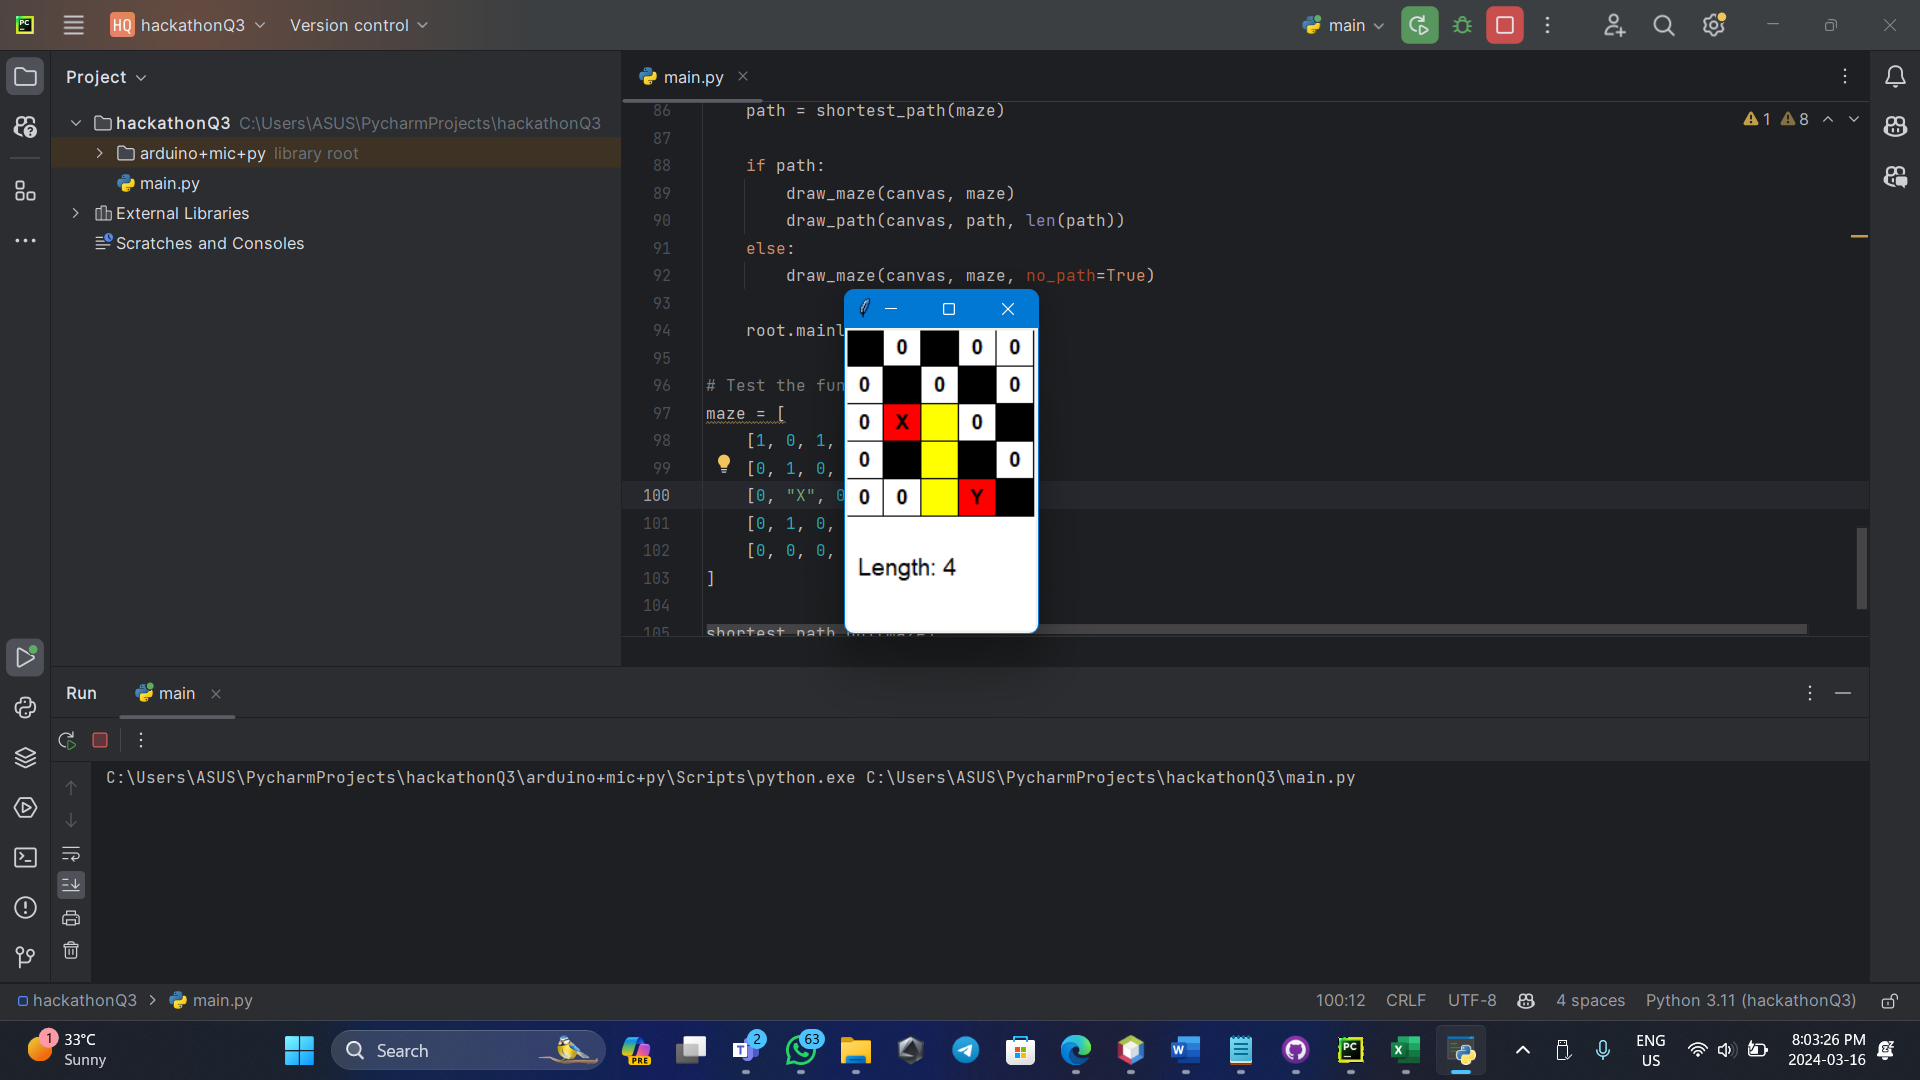 PC
HQ hackathonQ3
Version control
main
Project
main.py
hackathonQ3 C:\Users\ASUS\PycharmProjects\hackathonQ3
arduino+mic+py library root
main.py
External Libraries
Scratches and Consoles
86 path = shortest_path(maze)
87
88 if path:
89 draw_maze(canvas, maze)
90 draw_path(canvas, path, len(path))
91 else:
92 draw_maze(canvas, maze, no_path=True)
93
94 root.mainl
95
96 # Test the fun
97 maze = [
98 [1, 0, 1,
99 [0, 1, 0,
100 [0, "X", 0
101 [0, 1, 0,
102 [0, 0, 0,
103 ]
104
105 shortest_path
1 8
0 0 0
0 0 0
0 X 0
0 0
0 0 Y
Length: 4
Run main
C:\Users\ASUS\PycharmProjects\hackathonQ3\arduino+mic+py\Scripts\python.exe C:\Users\ASUS\PycharmProjects\hackathonQ3\main.py
hackathonQ3 > main.py
100:12 CRLF UTF-8 4 spaces Python 3.11 (hackathonQ3)
1 33°C
Sunny
Search
PRE
T 2
63
W
PC
X
ENG
US
8:03:26 PM
2024-03-16